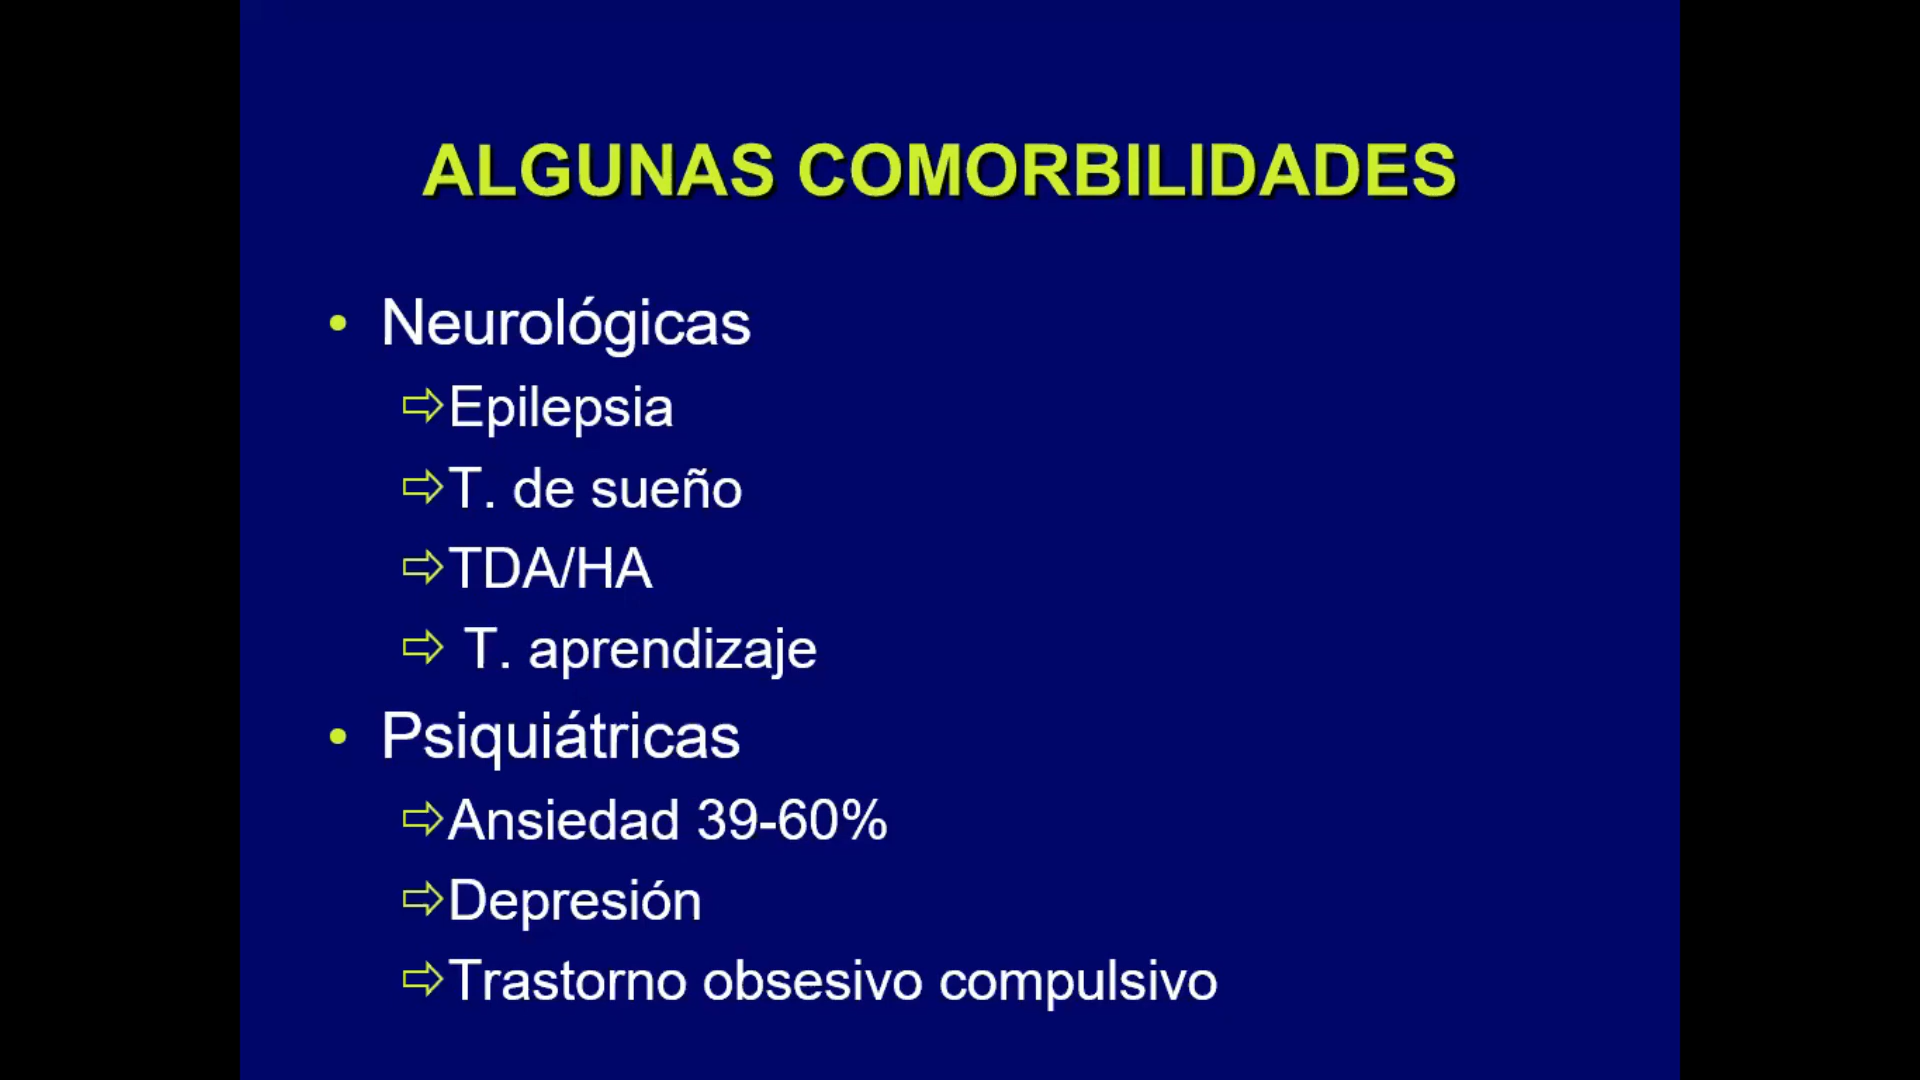 ALGUNAS COMORBILIDADES
• Neurológicas
⇨Epilepsia
⇨T. de sueño
⇨TDA/HA
⇨ T. aprendizaje
• Psiquiátricas
⇨Ansiedad 39-60%
⇨Depresión
⇨Trastorno obsesivo compulsivo